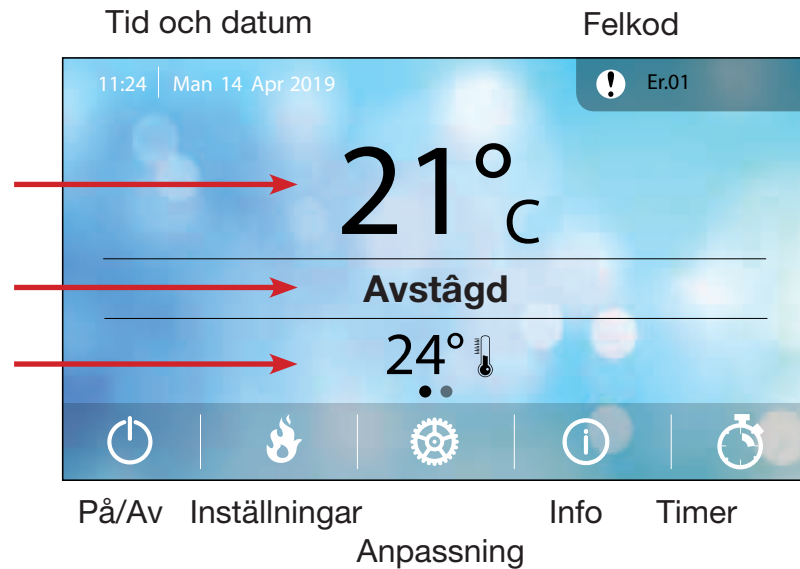 Tid och datum
Felkod
11:24 Man 14 Apr 2019
Er.01
21°C
Avstâgd
24°
På/Av
Inställningar
Anpassning
Info
Timer